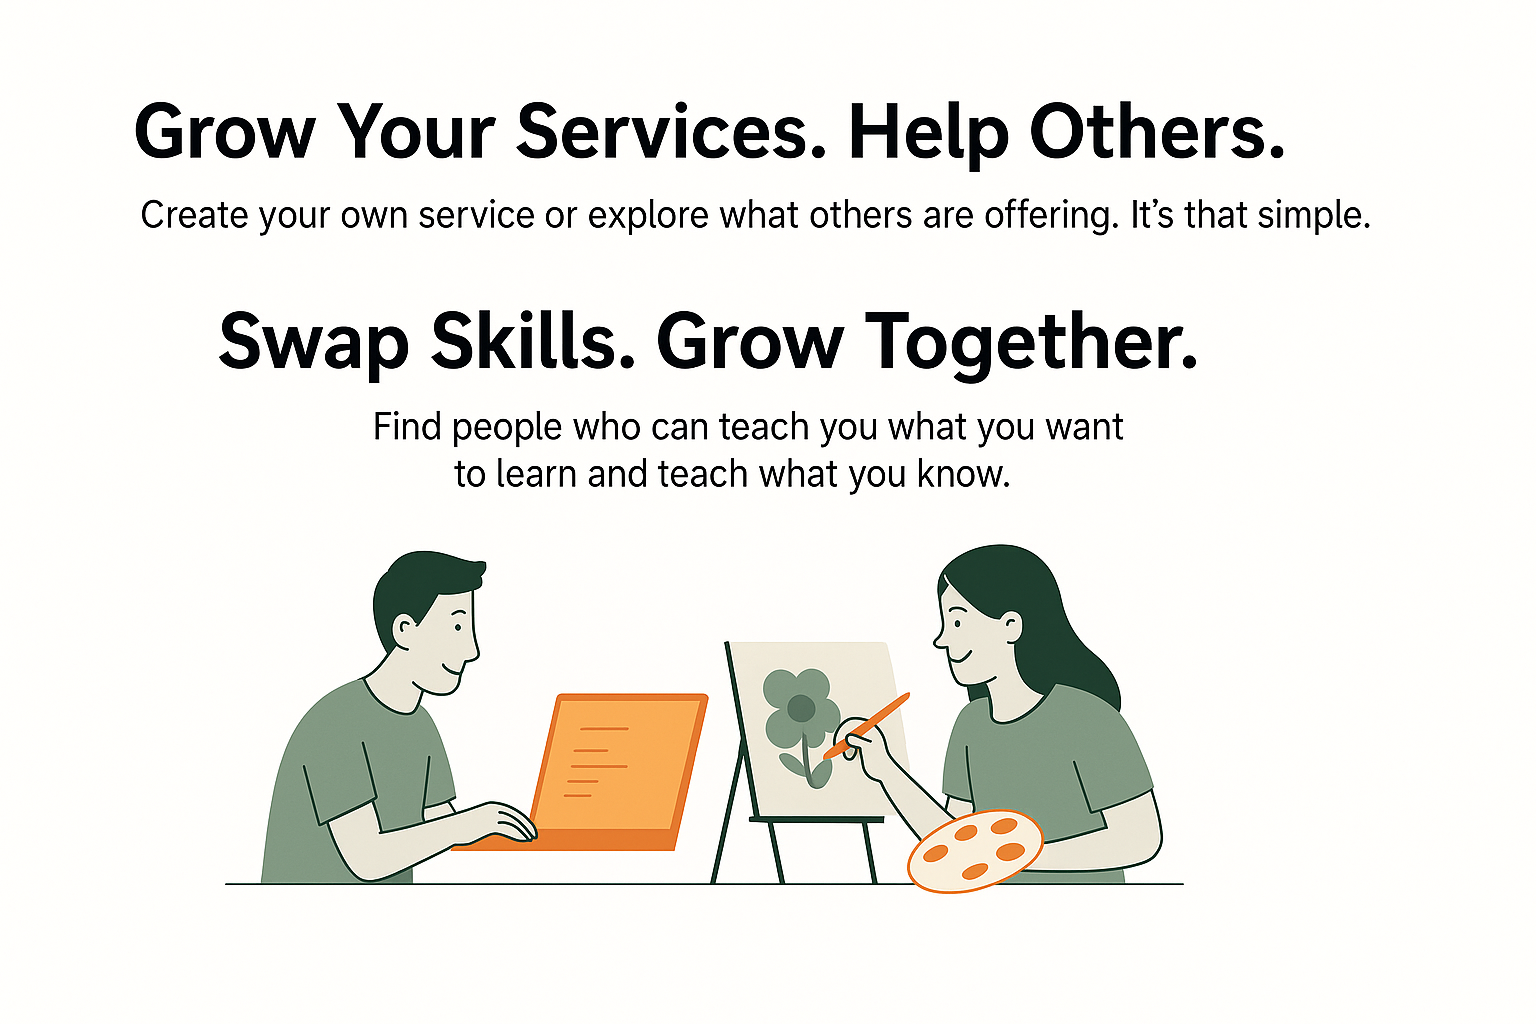 Grow Your Services. Help Others.
Create your own service or explore what others are offering. It’s that simple.
Swap Skills. Grow Together.
Find people who can teach you what you want
to learn and teach what you know.